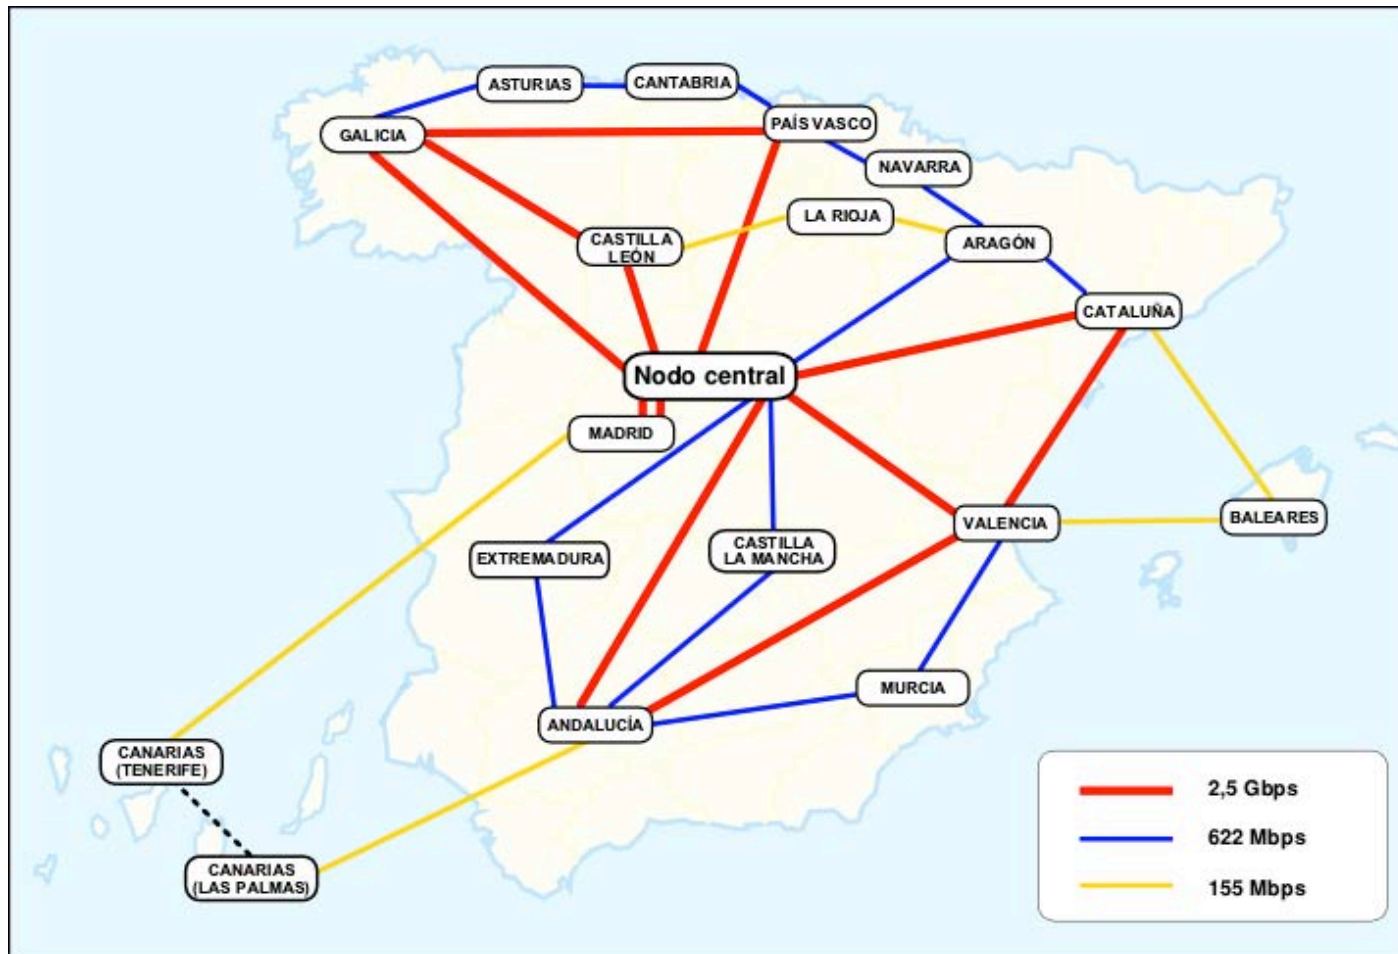 ASTURIAS
CANTABRIA
GALICIA
PAÍS VASCO
NAVARRA
LA RIOJA
CASTILLA
LEÓN
ARAGÓN
CATALUÑA
Nodo central
MADRID
VALENCIA
BALEARES
EXTREMADURA
CASTILLA
LA MANCHA
MURCIA
ANDALUCÍA
CANARIAS
(TENERIFE)
CANARIAS
(LAS PALMAS)
2,5 Gbps
622 Mbps
155 Mbps